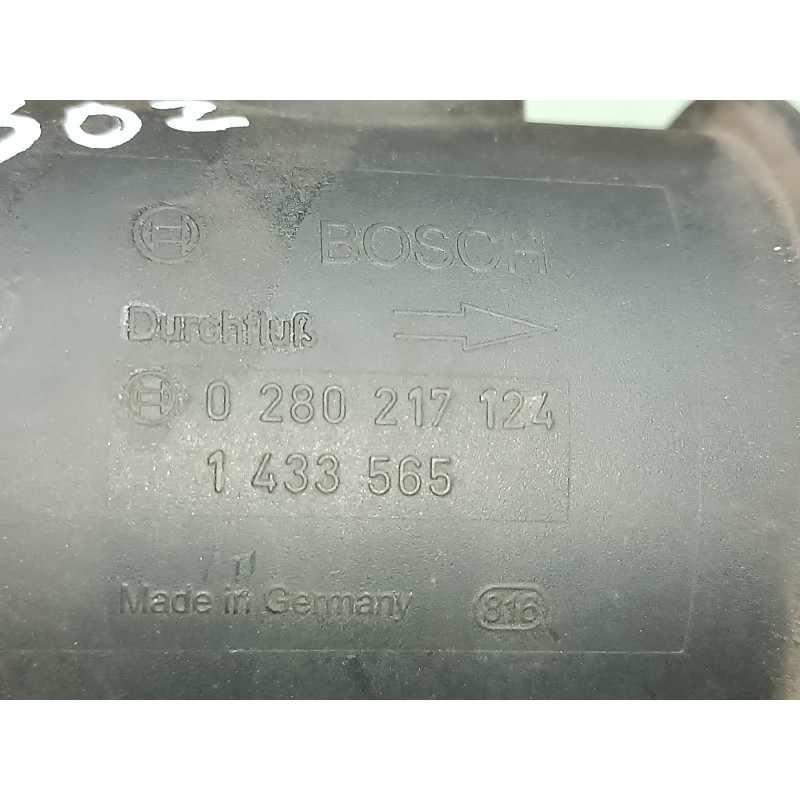 302
BOSCH
Durchfluß
0 280 217 124
1 433 565
Made in Germany
816